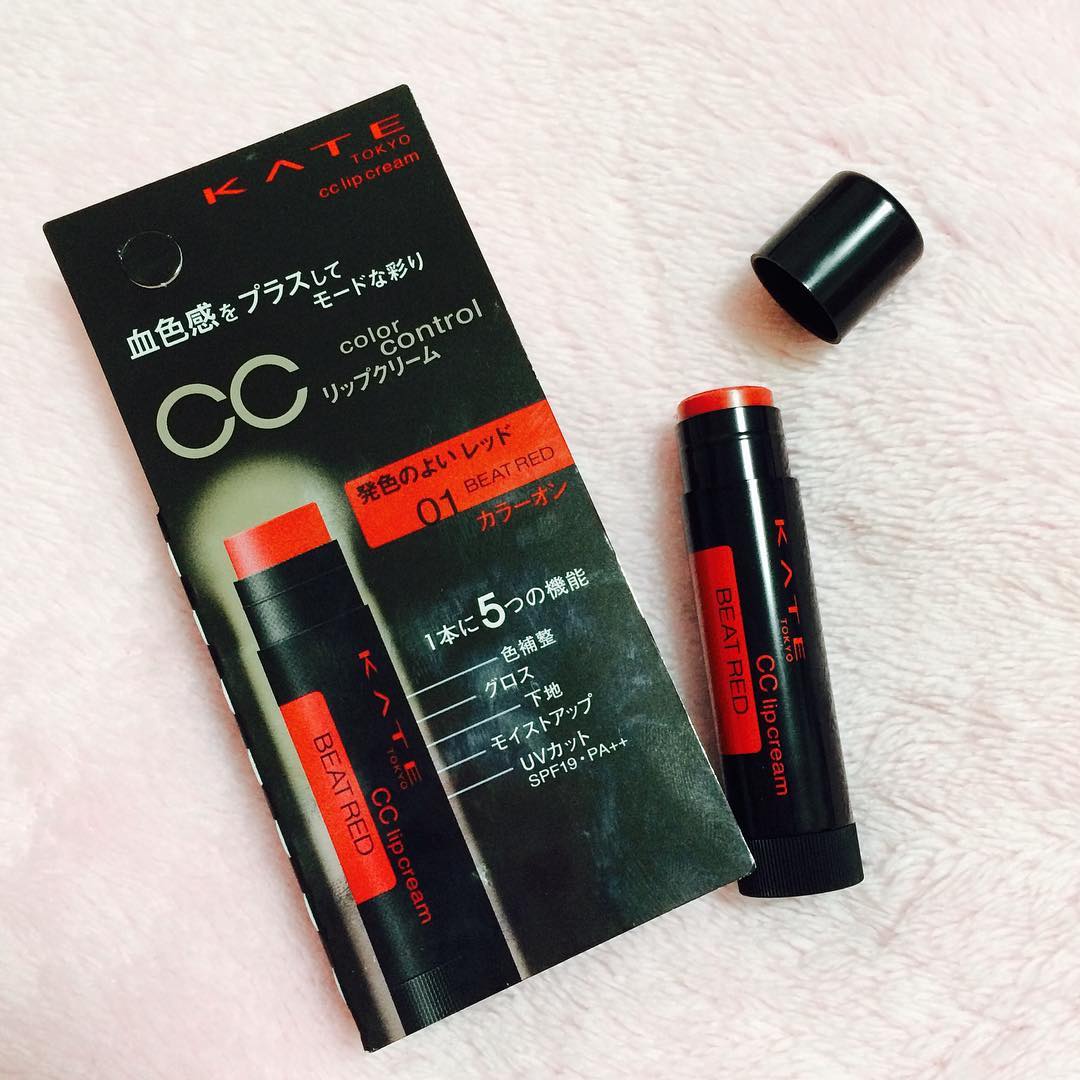 KATE
TOKYO
cc lip cream
血色感をプラスして
モードな彩り
CC
color
control
リップクリーム
発色のよいレッド
01 BEAT RED
カラーオン
1本に5つの機能
色補整
グロス
下地
モイストアップ
UVカット
SPF19・PA++
KATE
TOKYO
CC lip cream
BEAT RED
KATE
TOKYO
CC lip cream
BEAT RED